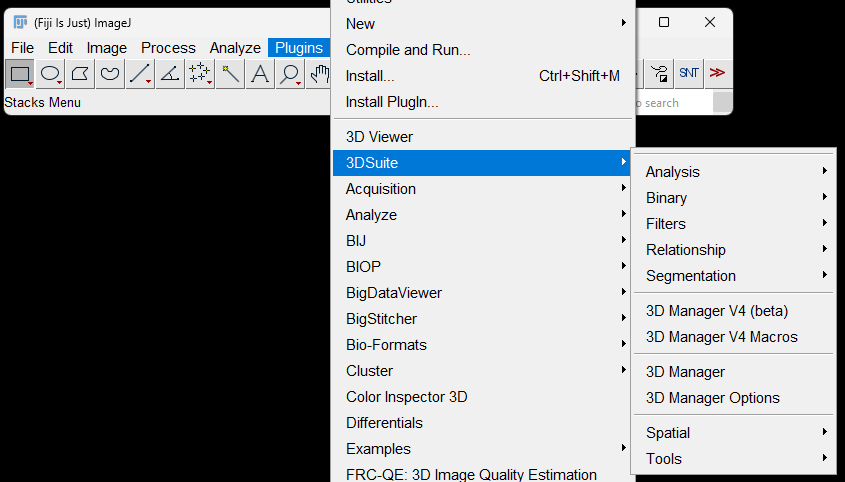 Utilities
(Fiji Is Just) ImageJ
File Edit Image Process Analyze Plugins
Stacks Menu
New
Compile and Run...
Install... Ctrl+Shift+M
Install PlugIn...
SNT
to search
3D Viewer
3DSuite
Acquisition
Analyze
BIJ
BIOP
BigDataViewer
BigStitcher
Bio-Formats
Cluster
Color Inspector 3D
Differentials
Examples
FRC-QE: 3D Image Quality Estimation
Analysis
Binary
Filters
Relationship
Segmentation
3D Manager V4 (beta)
3D Manager V4 Macros
3D Manager
3D Manager Options
Spatial
Tools